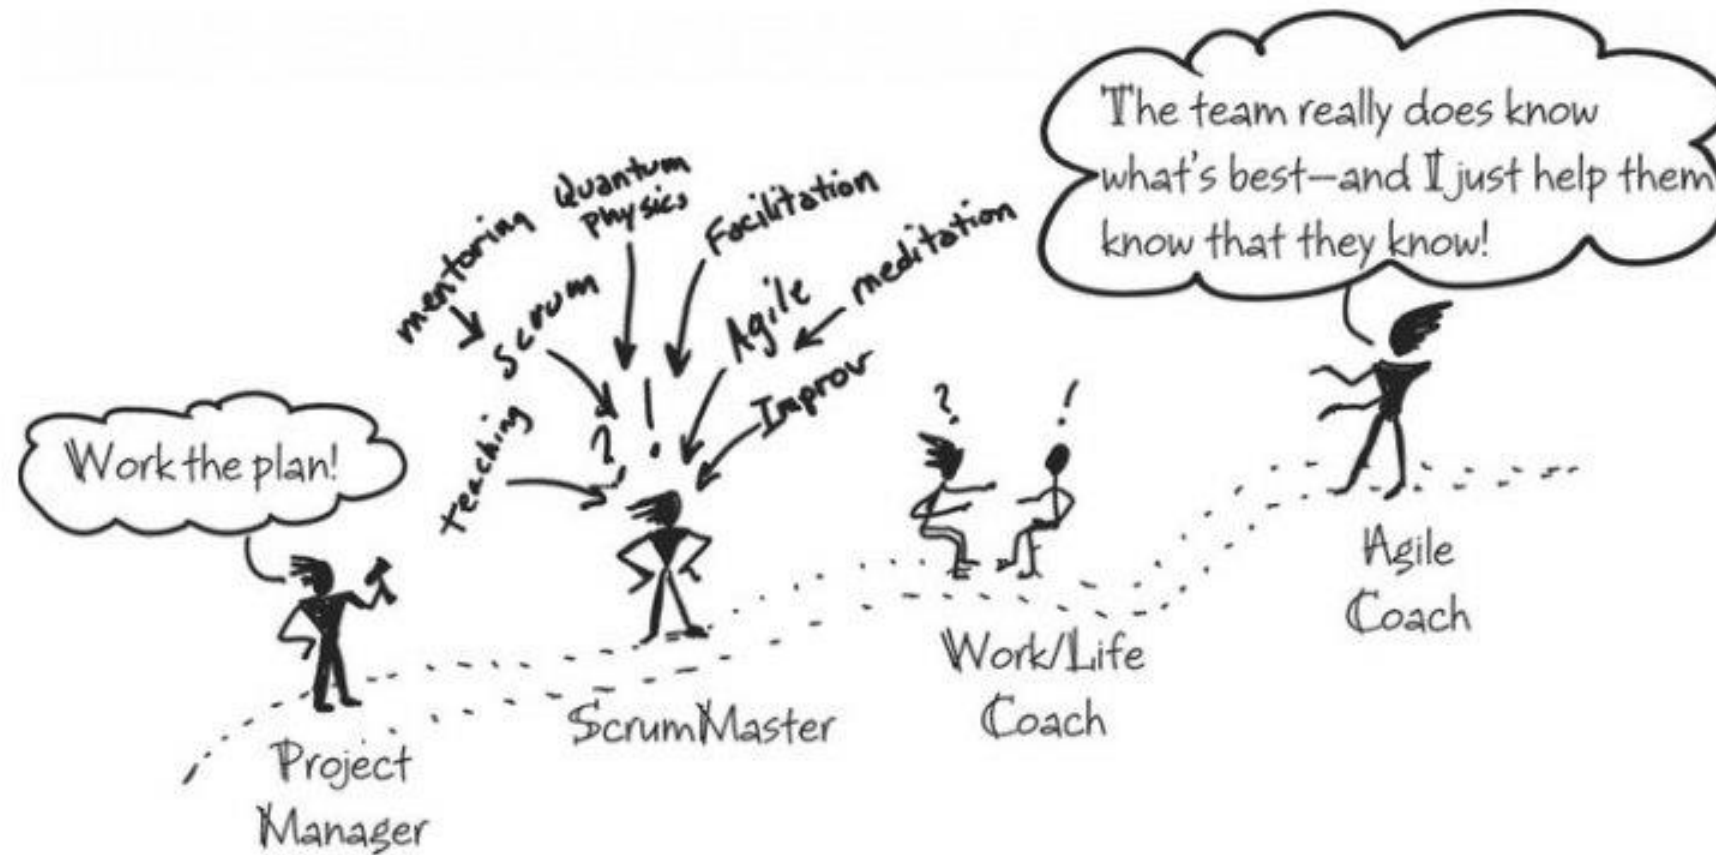 Work the plan!
mentoring
Scrum
teaching
Quantum
physics
Facilitation
Agile
meditation
Improv
? !
The team really does know
what's best—and I just help them
know that they know!
? !
Project
Manager
ScrumMaster
Work/Life
Coach
Agile
Coach